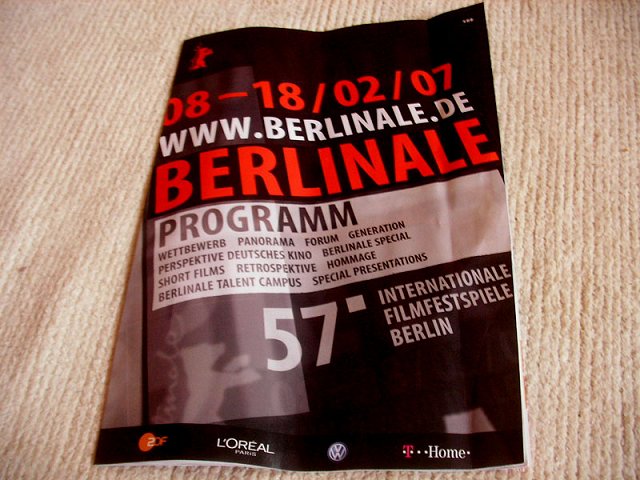 08 – 18 / 02 / 07
WWW.BERLINALE.DE
BERLINALE
PROGRAMM
WETTBEWERB PANORAMA FORUM GENERATION
PERSPEKTIVE DEUTSCHES KINO BERLINALE SPECIAL
SHORT FILMS RETROSPEKTIVE HOMMAGE
BERLINALE TALENT CAMPUS SPECIAL PRESENTATIONS
57
INTERNATIONALE
FILMFESTSPIELE
BERLIN
ZDF
L'ORÉAL
PARIS
VW
·T··Home·